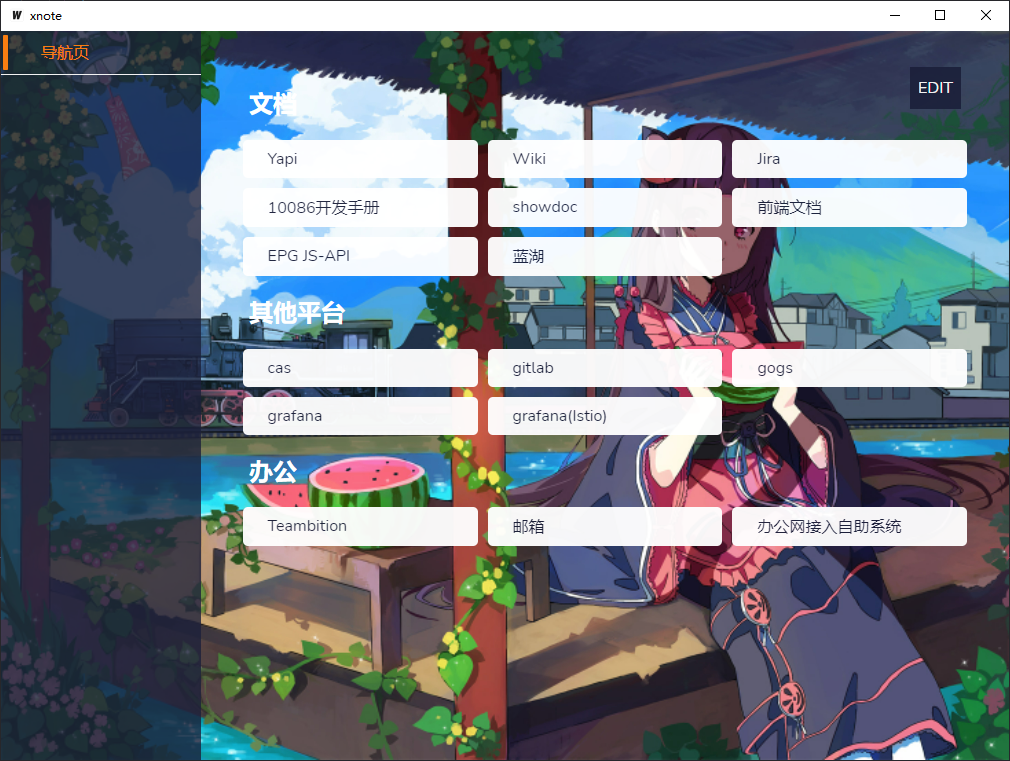 W xnote
导航页
EDIT
文档
Yapi
Wiki
Jira
10086开发手册
showdoc
前端文档
EPG JS-API
蓝湖
其他平台
cas
gitlab
gogs
grafana
grafana(Istio)
办公
Teambition
邮箱
办公网接入自助系统